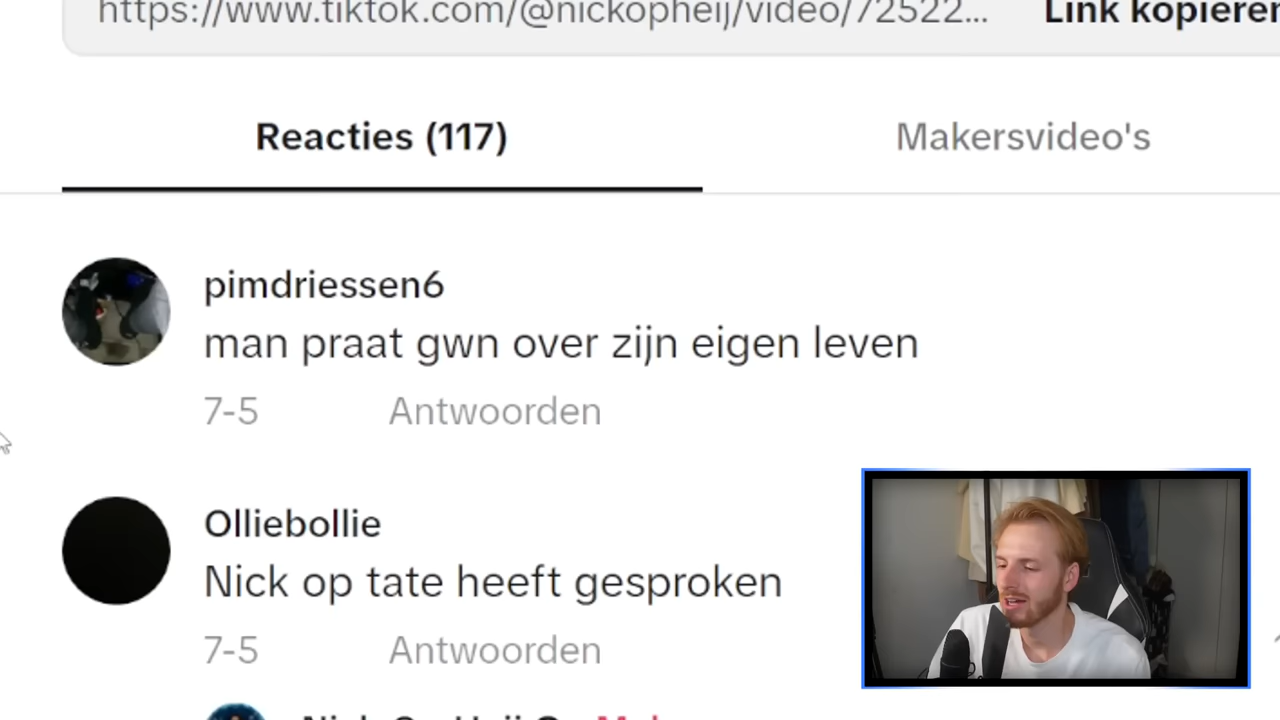 https://www.tiktok.com/@nickopheij/video/72522...
Link kopiëren
Reacties (117)
Makersvideo's
pimdriessen6
man praat gwn over zijn eigen leven
7-5 Antwoorden
Olliebollie
Nick op tate heeft gesproken
7-5 Antwoorden